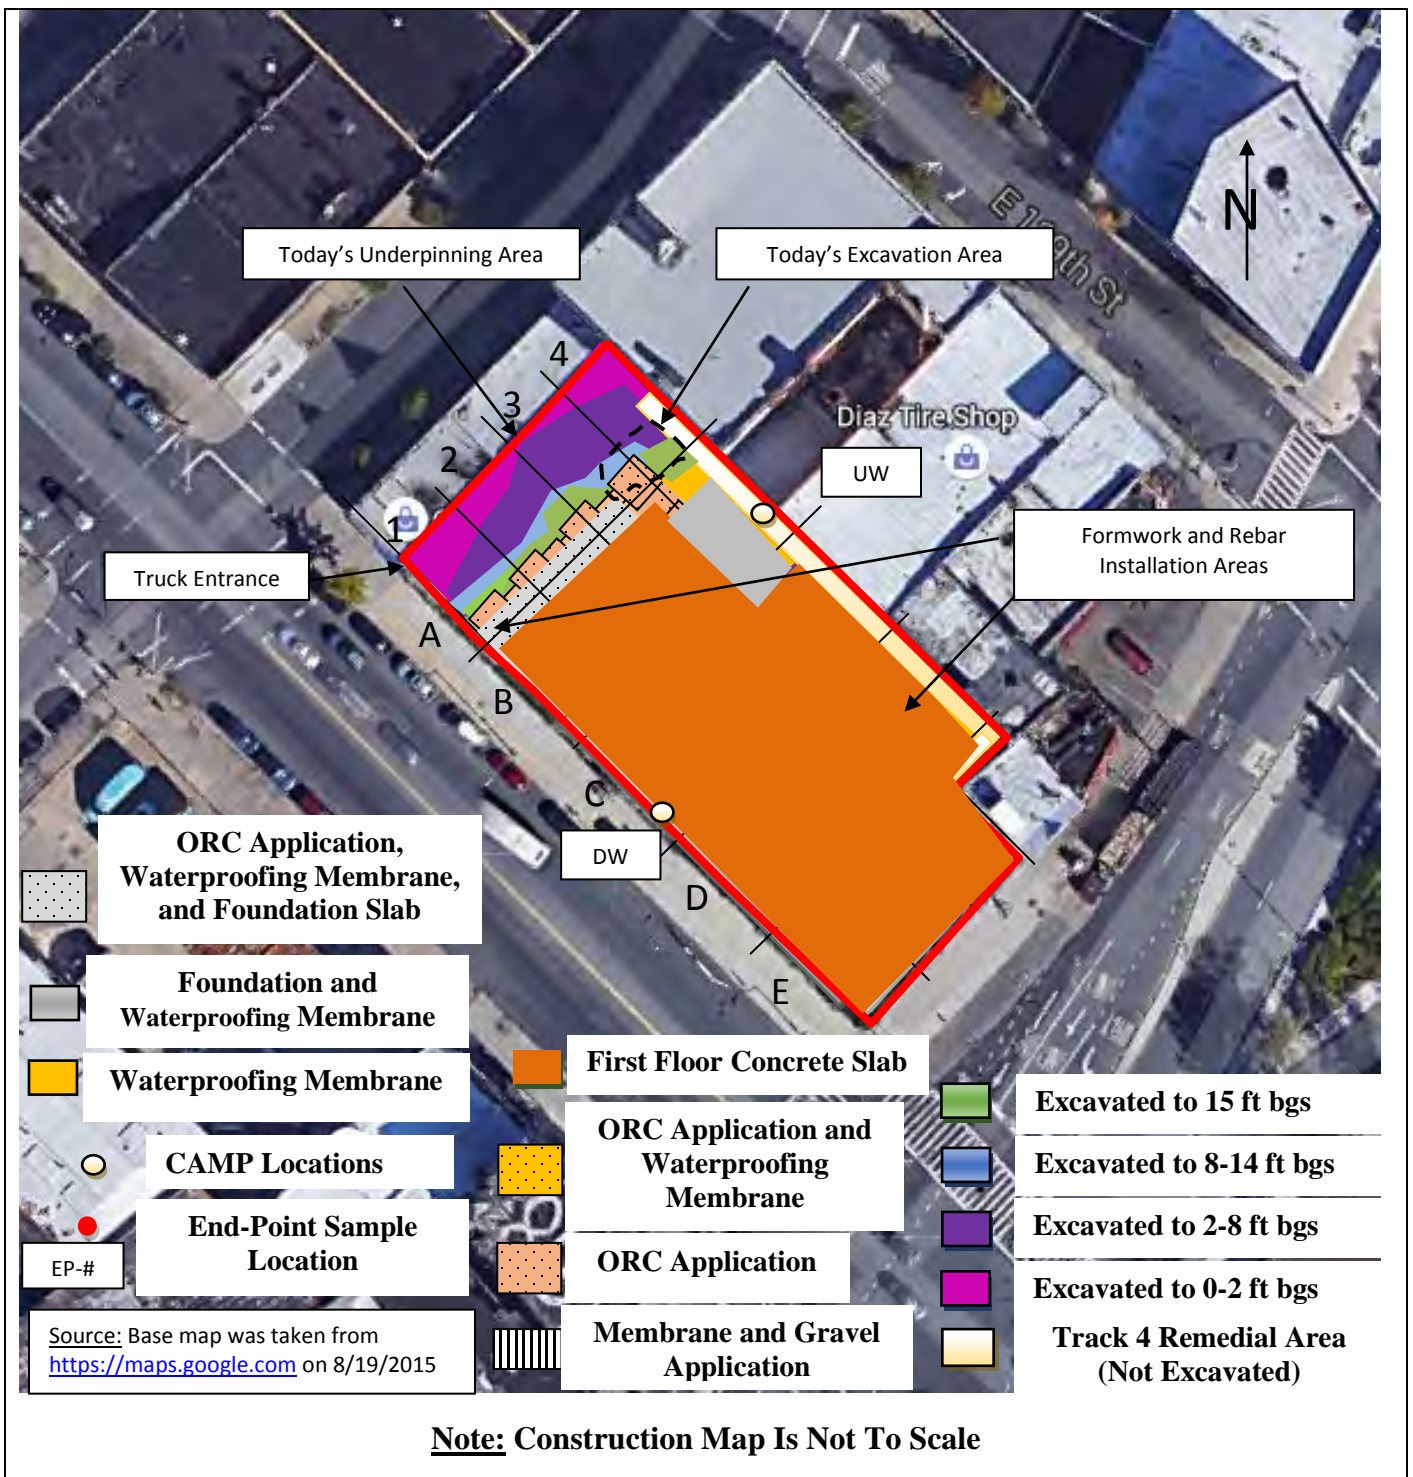 E 1
9th St
N
Today's Underpinning Area
Today's Excavation Area
4
3
Diaz Tire Shop
2
UW
1
Formwork and Rebar
Installation Areas
Truck Entrance
A
B
C
DW
D
E
ORC Application,
Waterproofing Membrane,
and Foundation Slab
Foundation and
Waterproofing Membrane
Waterproofing Membrane
CAMP Locations
End-Point Sample
Location
EP-#
Source: Base map was taken from
https://maps.google.com on 8/19/2015
First Floor Concrete Slab
ORC Application and
Waterproofing
Membrane
ORC Application
Membrane and Gravel
Application
Excavated to 15 ft bgs
Excavated to 8-14 ft bgs
Excavated to 2-8 ft bgs
Excavated to 0-2 ft bgs
Track 4 Remedial Area
(Not Excavated)
Note: Construction Map Is Not To Scale